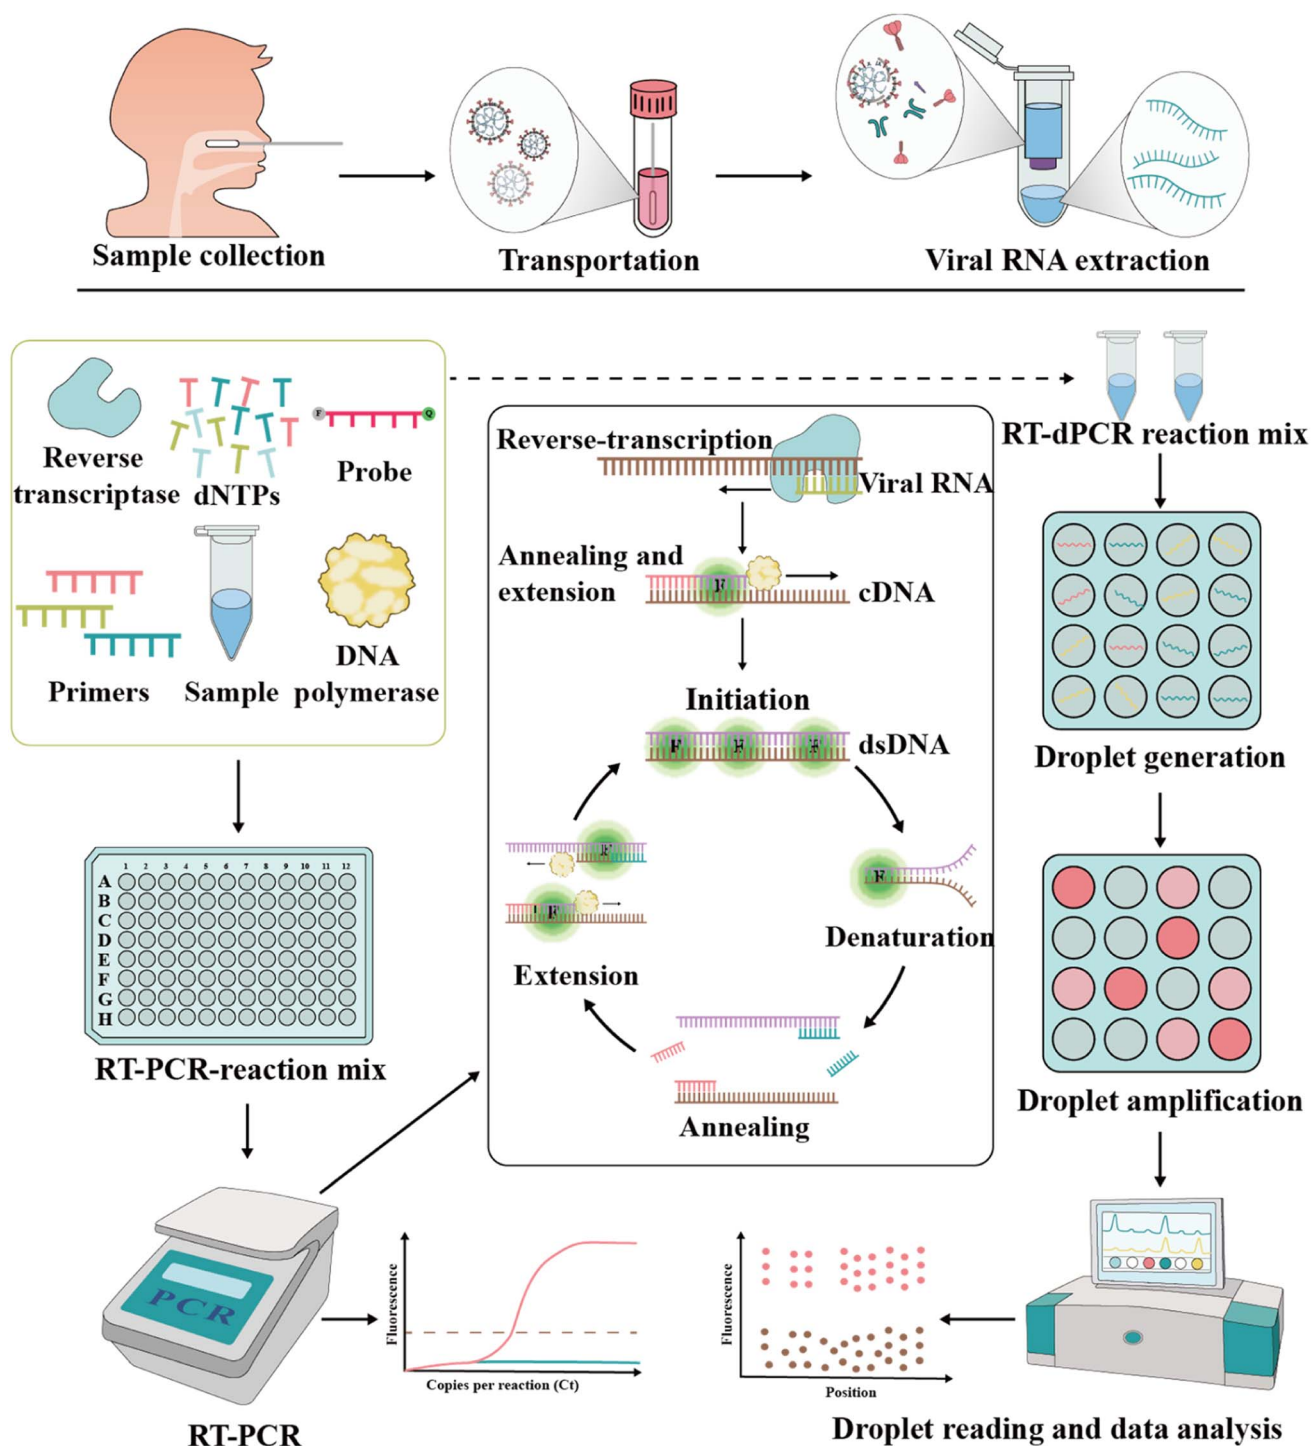 Sample collection
Transportation
Viral RNA extraction
F
Q
Reverse
transcriptase
dNTPs
Probe
Primers
Sample
DNA
polymerase
RT-dPCR reaction mix
Reverse-transcription
Viral RNA
Annealing and
extension
F
cDNA
Initiation
F F F
dsDNA
F
Denaturation
Annealing
Extension
F
F
Droplet generation
Droplet amplification
1 2 3 4 5 6 7 8 9 10 11 12
A
B
C
D
E
F
G
H
RT-PCR-reaction mix
PCR
RT-PCR
Fluorescence
Copies per reaction (Ct)
Fluorescence
Position
Droplet reading and data analysis